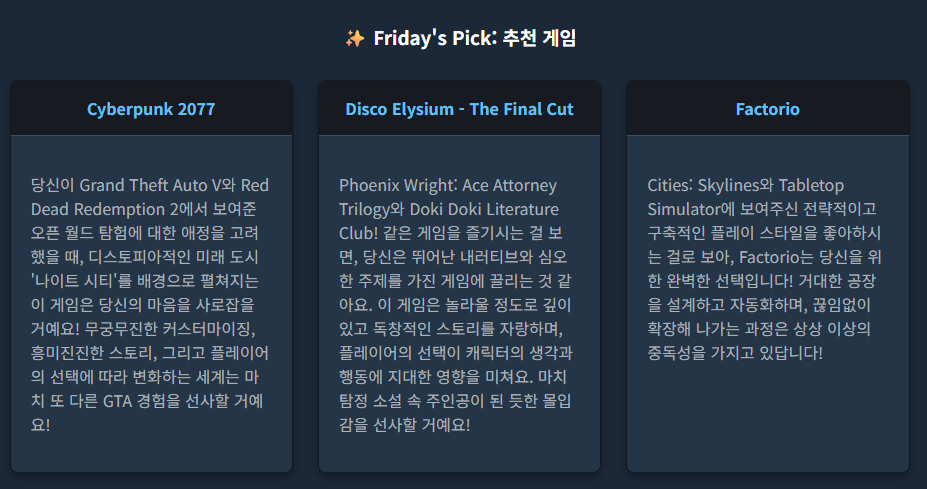 ✨ Friday's Pick: 추천 게임
Cyberpunk 2077
당신이 Grand Theft Auto V와 Red
Dead Redemption 2에서 보여준
오픈 월드 탐험에 대한 애정을 고려
했을 때, 디스토피아적인 미래 도시
'나이트 시티'를 배경으로 펼쳐지는
이 게임은 당신의 마음을 사로잡을
거예요! 무궁무진한 커스터마이징,
흥미진진한 스토리, 그리고 플레이어
의 선택에 따라 변화하는 세계는 마
치 또 다른 GTA 경험을 선사할 거예
요!
Disco Elysium - The Final Cut
Phoenix Wright: Ace Attorney
Trilogy와 Doki Doki Literature
Club! 같은 게임을 즐기시는 걸 보
면, 당신은 뛰어난 내러티브와 심오
한 주제를 가진 게임에 끌리는 것 같
아요. 이 게임은 놀라울 정도로 깊이
있고 독창적인 스토리를 자랑하며,
플레이어의 선택이 캐릭터의 생각과
행동에 지대한 영향을 미쳐요. 마치
탐정 소설 속 주인공이 된 듯한 몰입
감을 선사할 거예요!
Factorio
Cities: Skylines와 Tabletop
Simulator에 보여주신 전략적이고
구축적인 플레이 스타일을 좋아하시
는 걸로 보아, Factorio는 당신을 위
한 완벽한 선택입니다! 거대한 공장
을 설계하고 자동화하며, 끊임없이
확장해 나가는 과정은 상상 이상의
중독성을 가지고 있답니다!